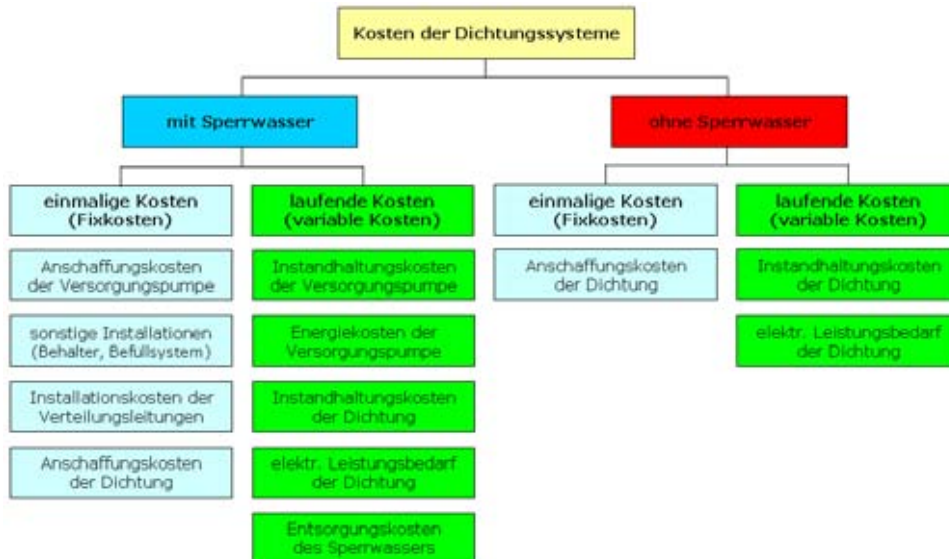 Kosten der Dichtungssysteme
mit Sperrwasser
ohne Sperrwasser
einmalige Kosten
(Fixkosten)
Anschaffungskosten
der Versorgungspumpe
sonstige Installationen
(Behalter, Befullsystem)
Installationskosten der
Verteilungsleitungen
Anschaffungskosten
der Dichtung
laufende Kosten
(variable Kosten)
Instandhaltungskosten
der Versorgungspumpe
Energiekosten der
Versorgungspumpe
Instandhaltungskosten
der Dichtung
elektr. Leistungsbedarf
der Dichtung
Entsorgungskosten
des Sperrwassers
einmalige Kosten
(Fixkosten)
Anschaffungskosten
der Dichtung
laufende Kosten
(variable Kosten)
Instandhaltungskosten
der Dichtung
elektr. Leistungsbedarf
der Dichtung